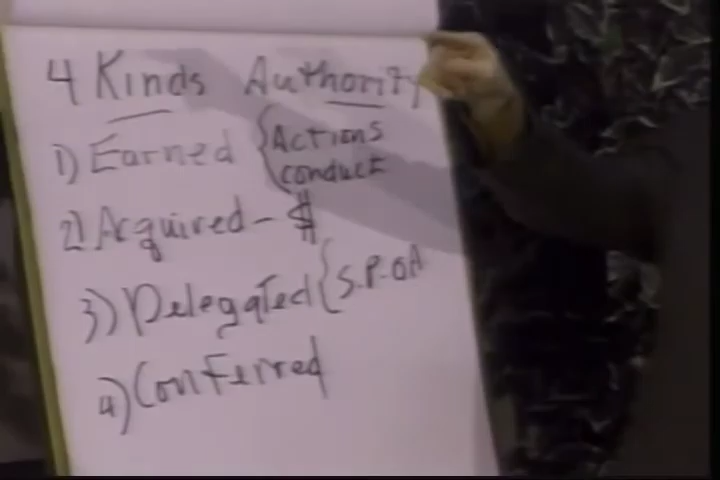 4 Kinds Authority
1) Earned { Actions
conduct
2) Acquired - $
3) Delegated { S.P-OA
4) Conferred